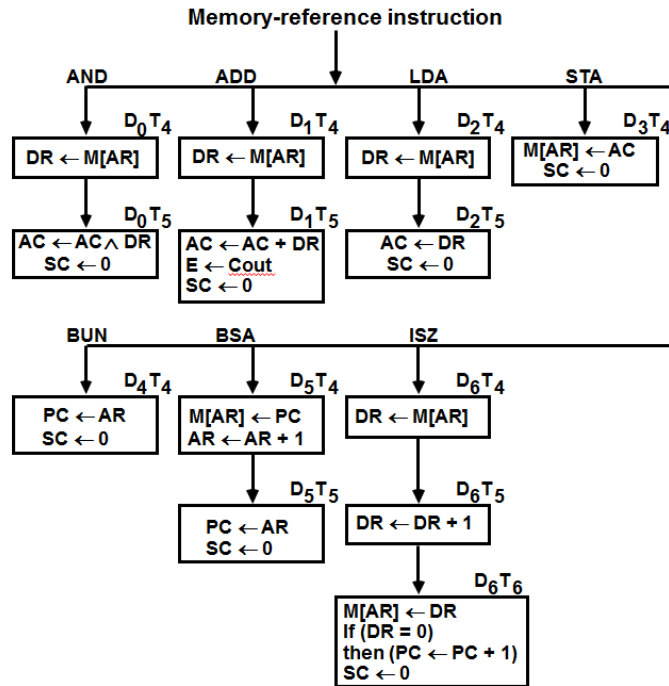 Memory-reference instruction
AND ADD LDA STA
D0T4 D1T4 D2T4 D3T4
DR ← M[AR]
DR ← M[AR]
DR ← M[AR]
M[AR] ← AC
SC ← 0
D0T5 D1T5 D2T5
AC ← AC ∧ DR
SC ← 0
AC ← AC + DR
E ← Cout
SC ← 0
AC ← DR
SC ← 0
BUN BSA ISZ
D4T4 D5T4 D6T4
PC ← AR
SC ← 0
M[AR] ← PC
AR ← AR + 1
DR ← M[AR]
D5T5 D6T5
PC ← AR
SC ← 0
DR ← DR + 1
D6T6
M[AR] ← DR
If (DR = 0)
then (PC ← PC + 1)
SC ← 0